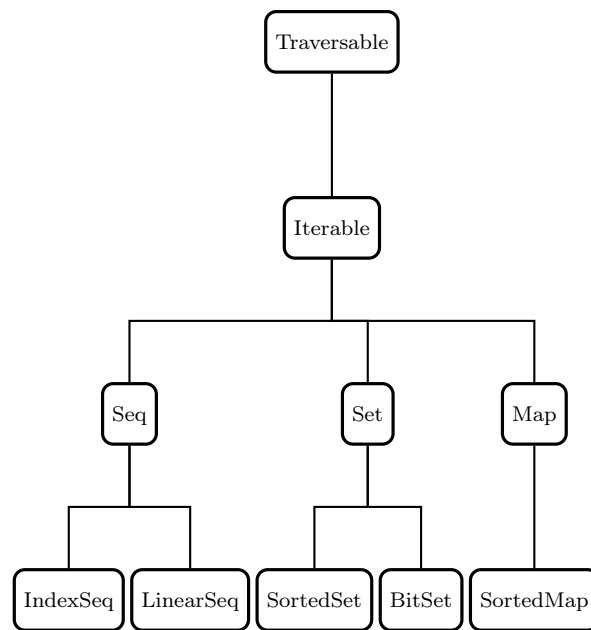 Traversable
Iterable
Seq
Set
Map
IndexSeq
LinearSeq
SortedSet
BitSet
SortedMap